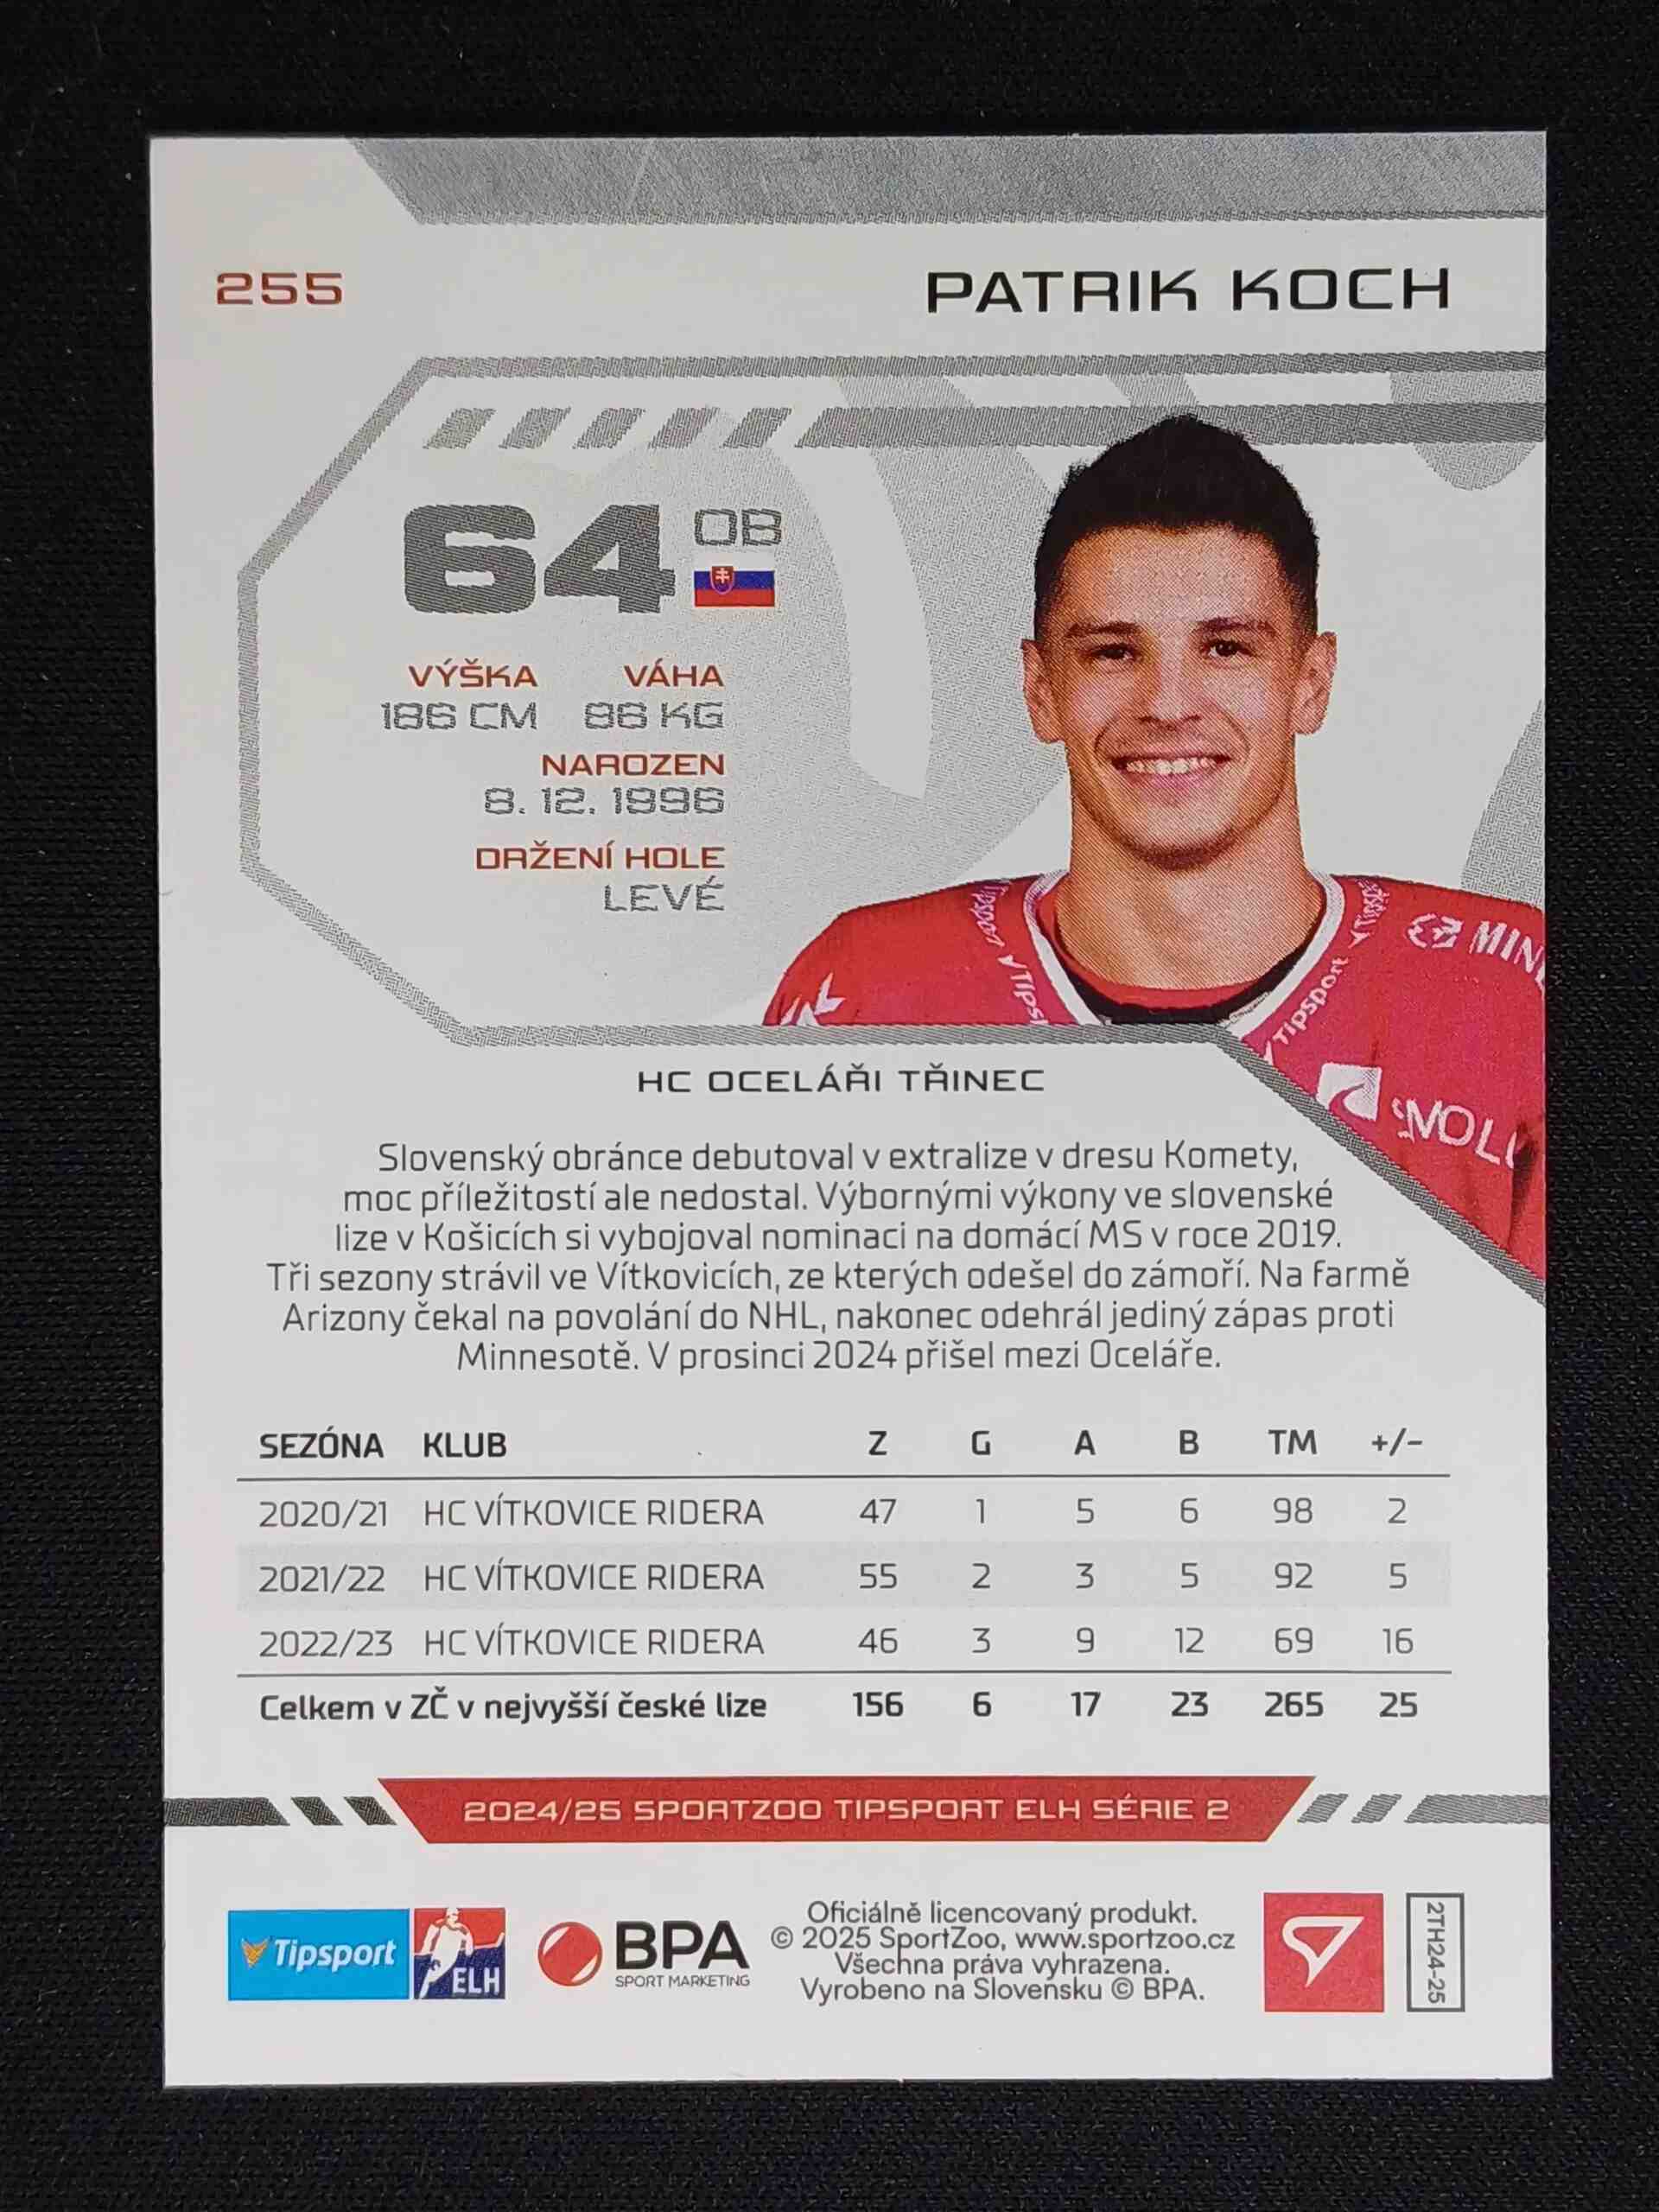 255
PATRIK KOCH
64 OB
VÝŠKA VÁHA
186 CM 86 KG
NAROZEN
8. 12. 1996
DRŽENÍ HOLE
LEVÉ
Tipsport
Tipsport
HC OCELÁŘI TŘINEC
Slovenský obránce debutoval v extralize v dresu Komety,
moc příležitostí ale nedostal. Výbornými výkony ve slovenské
lize v Košicích si vybojoval nominaci na domácí MS v roce 2019.
Tři sezony strávil ve Vítkovicích, ze kterých odešel do zámoří. Na farmě
Arizony čekal na povolání do NHL, nakonec odehrál jediný zápas proti
Minnesotě. V prosinci 2024 přišel mezi Oceláře.
SEZÓNA KLUB Z G A B TM +/-
2020/21 HC VÍTKOVICE RIDERA 47 1 5 6 98 2
2021/22 HC VÍTKOVICE RIDERA 55 2 3 5 92 5
2022/23 HC VÍTKOVICE RIDERA 46 3 9 12 69 16
Celkem v ZČ v nejvyšší české lize 156 6 17 23 265 25
2024/25 SPORTZOO TIPSPORT ELH SÉRIE 2
Tipsport
ELH
BPA
SPORT MARKETING
Oficiálně licencovaný produkt.
© 2025 SportZoo, www.sportzoo.cz
Všechna práva vyhrazena.
Vyrobeno na Slovensku © BPA.
2TH24-25